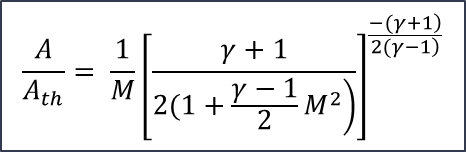 A/A_th = 1/M [ (γ + 1) / (2(1 + (γ − 1)/2 M²)) ]^(−(γ+1)/(2(γ−1)))